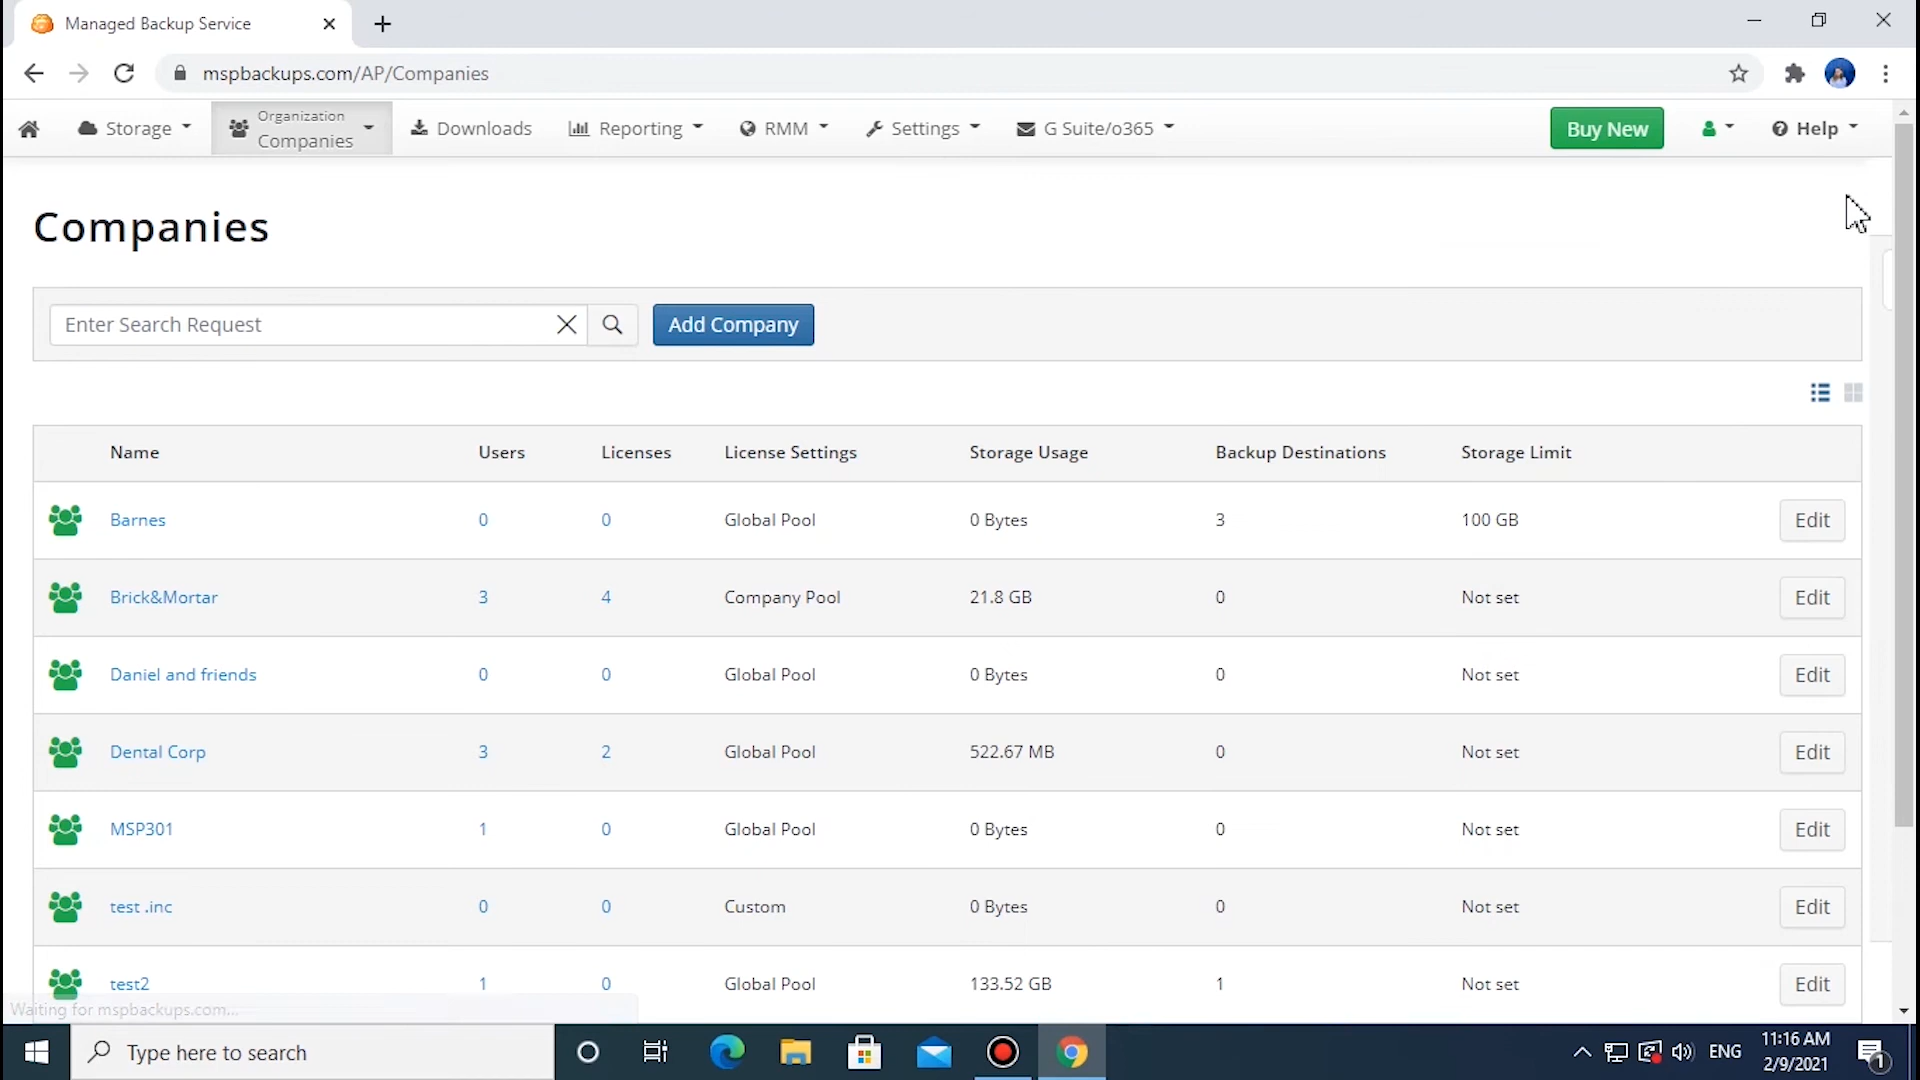 Managed Backup Service
mspbackups.com/AP/Companies
Storage
Organization
Companies
Downloads
Reporting
RMM
Settings
G Suite/o365
Buy New
Help
Companies
Enter Search Request
Add Company
Name Users Licenses License Settings Storage Usage Backup Destinations Storage Limit
Barnes 0 0 Global Pool 0 Bytes 3 100 GB Edit
Brick&Mortar 3 4 Company Pool 21.8 GB 0 Not set Edit
Daniel and friends 0 0 Global Pool 0 Bytes 0 Not set Edit
Dental Corp 3 2 Global Pool 522.67 MB 0 Not set Edit
MSP301 1 0 Global Pool 0 Bytes 0 Not set Edit
test .inc 0 0 Custom 0 Bytes 0 Not set Edit
test2 1 0 Global Pool 133.52 GB 1 Not set Edit
Waiting for mspbackups.com...
Type here to search
ENG
11:16 AM
2/9/2021
1